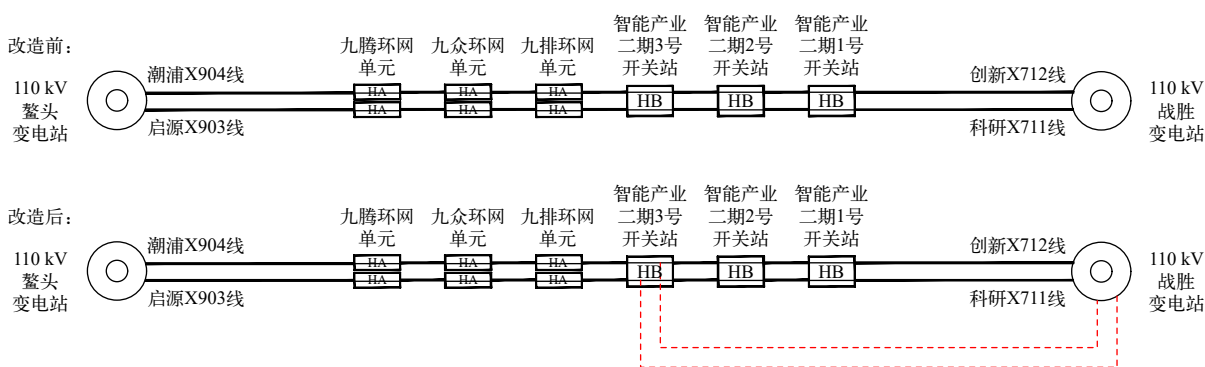 改造前：
110 kV
鳌头
变电站
潮浦X904线
启源X903线
九腾环网
单元
九众环网
单元
九排环网
单元
智能产业
二期3号
开关站
智能产业
二期2号
开关站
智能产业
二期1号
开关站
HA
HA
HA
HA
HA
HA
HB
HB
HB
创新X712线
科研X711线
110 kV
战胜
变电站
改造后：
110 kV
鳌头
变电站
潮浦X904线
启源X903线
九腾环网
单元
九众环网
单元
九排环网
单元
智能产业
二期3号
开关站
智能产业
二期2号
开关站
智能产业
二期1号
开关站
HA
HA
HA
HA
HA
HA
HB
HB
HB
创新X712线
科研X711线
110 kV
战胜
变电站